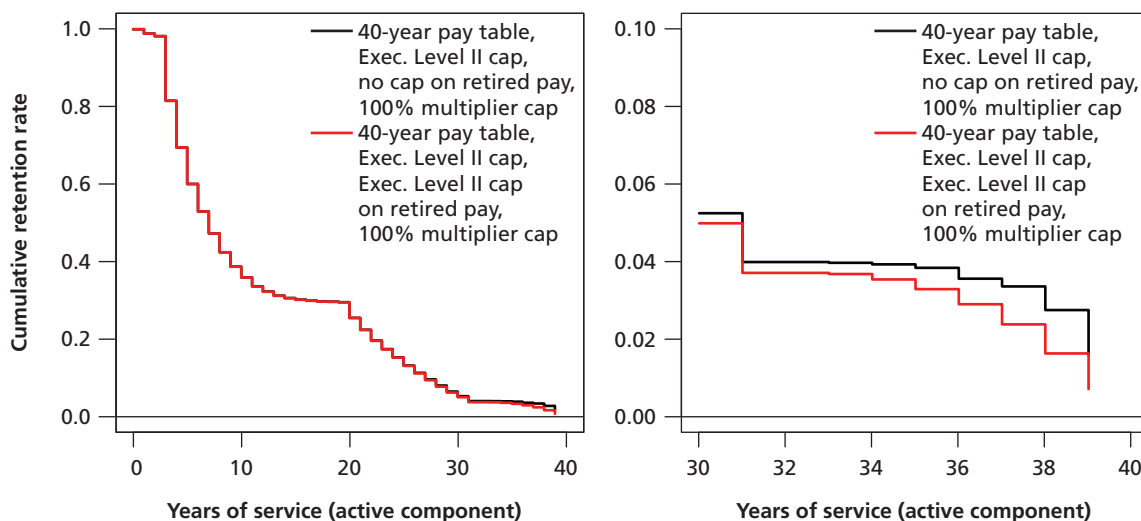 Cumulative retention rate
1.0
0.8
0.6
0.4
0.2
0.0
40-year pay table,
Exec. Level II cap,
no cap on retired pay,
100% multiplier cap
40-year pay table,
Exec. Level II cap,
Exec. Level II cap
on retired pay,
100% multiplier cap
0 10 20 30 40
Years of service (active component)
0.10
0.08
0.06
0.04
0.02
0.00
40-year pay table,
Exec. Level II cap,
no cap on retired pay,
100% multiplier cap
40-year pay table,
Exec. Level II cap,
Exec. Level II cap
on retired pay,
100% multiplier cap
30 32 34 36 38 40
Years of service (active component)